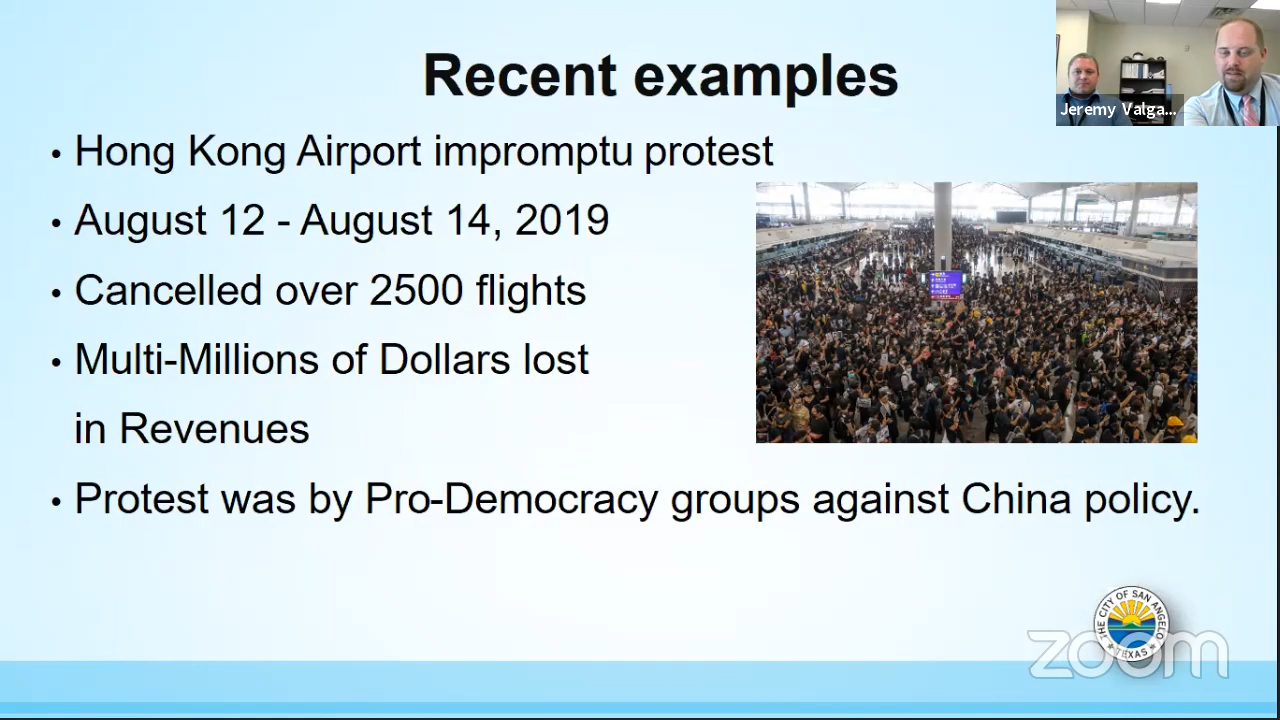 Recent examples
Jeremy Valga...
• Hong Kong Airport impromptu protest
• August 12 - August 14, 2019
• Cancelled over 2500 flights
• Multi-Millions of Dollars lost
in Revenues
• Protest was by Pro-Democracy groups against China policy.
THE CITY OF SAN ANGELO
TEXAS
zoom